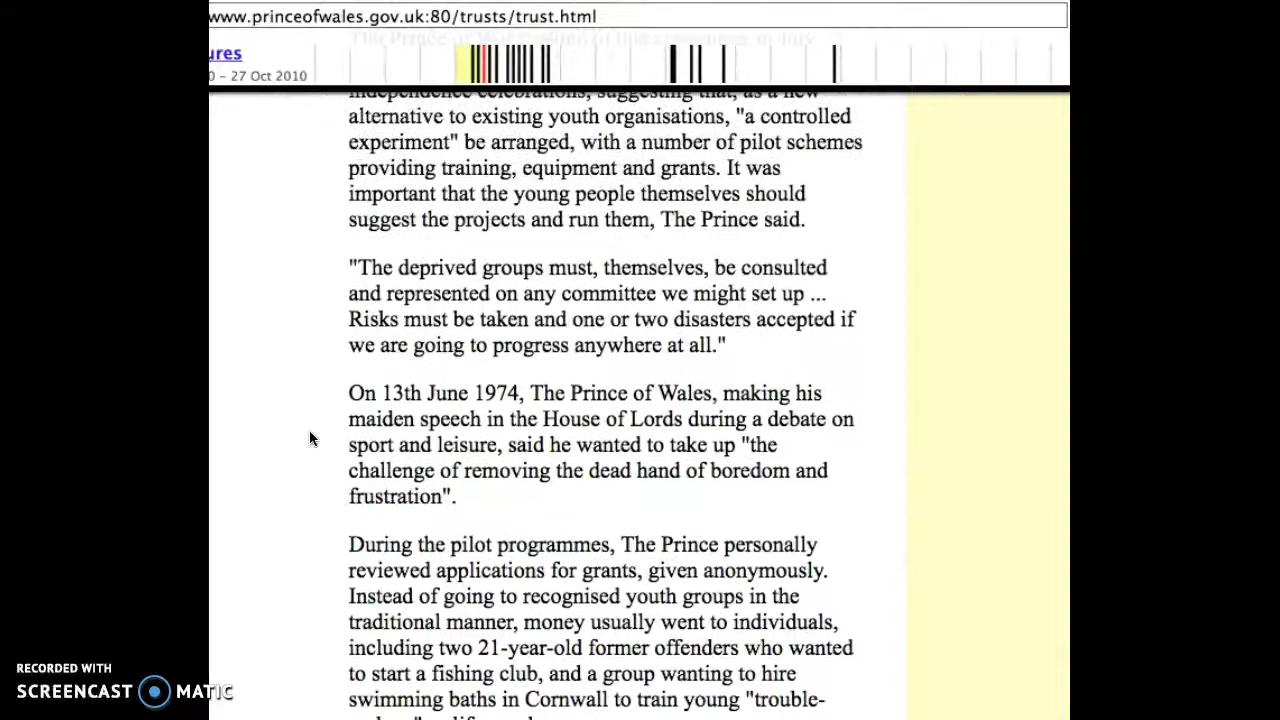 www.princeofwales.gov.uk:80/trusts/trust.html
ures
0 – 27 Oct 2010
independence celebrations, suggesting that, as a new
alternative to existing youth organisations, "a controlled
experiment" be arranged, with a number of pilot schemes
providing training, equipment and grants. It was
important that the young people themselves should
suggest the projects and run them, The Prince said.
"The deprived groups must, themselves, be consulted
and represented on any committee we might set up ...
Risks must be taken and one or two disasters accepted if
we are going to progress anywhere at all."
On 13th June 1974, The Prince of Wales, making his
maiden speech in the House of Lords during a debate on
sport and leisure, said he wanted to take up "the
challenge of removing the dead hand of boredom and
frustration".
During the pilot programmes, The Prince personally
reviewed applications for grants, given anonymously.
Instead of going to recognised youth groups in the
traditional manner, money usually went to individuals,
including two 21-year-old former offenders who wanted
to start a fishing club, and a group wanting to hire
swimming baths in Cornwall to train young "trouble-
RECORDED WITH
SCREENCAST MATIC